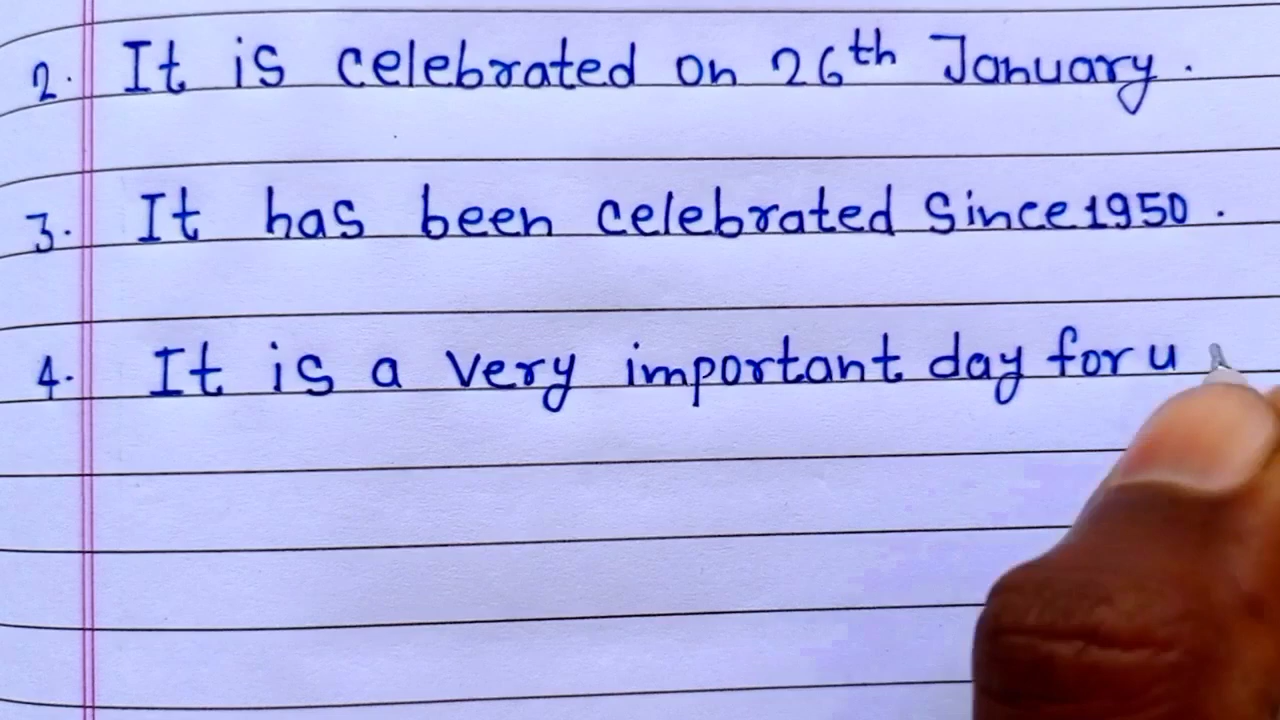 2. It is celebrated on 26th January.
3. It has been celebrated Since 1950.
4. It is a very important day for u